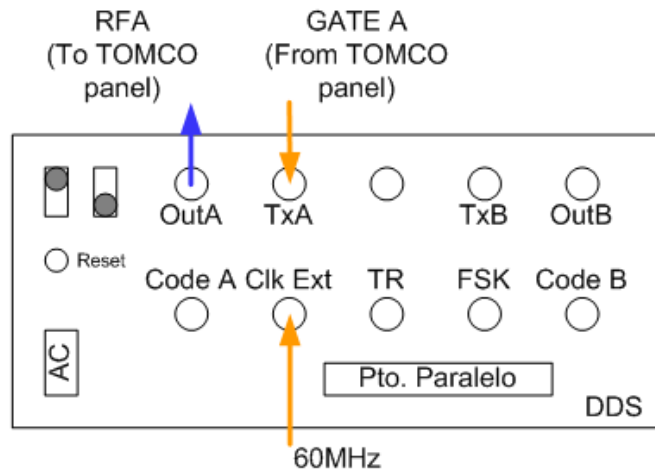 RFA
(To TOMCO
panel)
GATE A
(From TOMCO
panel)
OutA
TxA
TxB
OutB
Reset
Code A
Clk Ext
TR
FSK
Code B
AC
Pto. Paralelo
DDS
60MHz